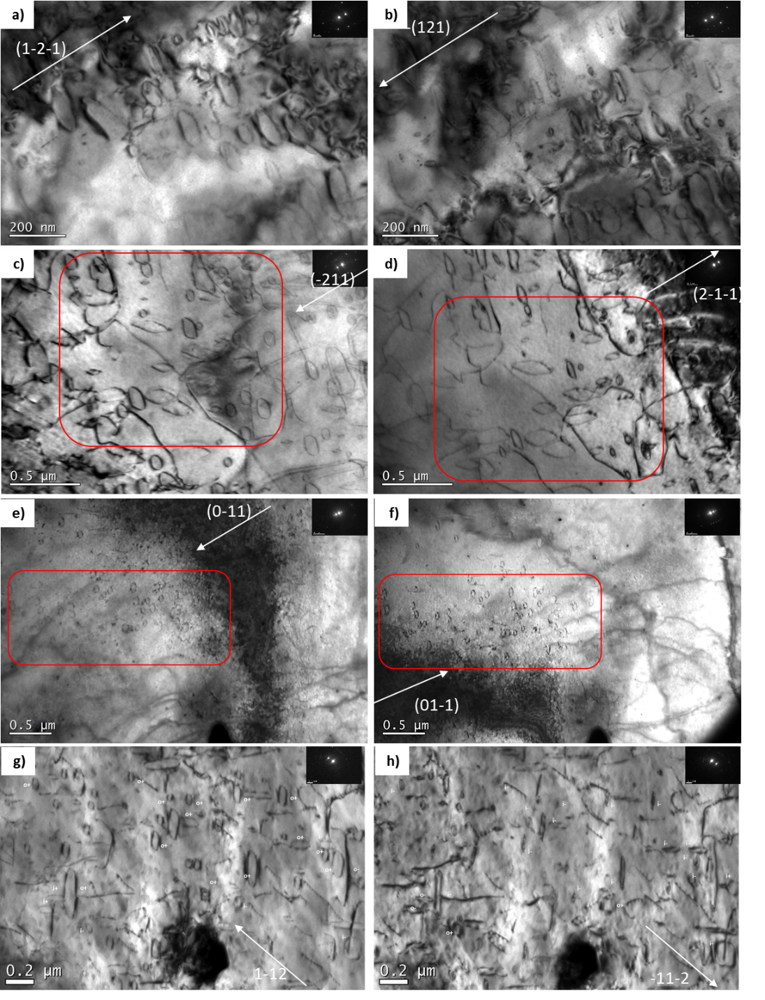 a)
(1-2-1)
200 nm
b)
-(121)
200 nm
c)
(-211)
0.5 µm
d)
(2-1-1)
0.5 µm
e)
(0-11)
0.5 µm
f)
(01-1)
0.5 µm
g)
o+
o+
o+
o+
o+
o+
o+
o+
o+
o+
o+
o-
i+
o+
o+
o+
i+
i-
i-
i-
1-12
0.2 µm
h)
i-
i-
i-
i-
i-
i-
i-
i-
i-
i-
i-
i-
i+
i-
i-
o-
o-
o+
o+
i-
-11-2
0.2 µm